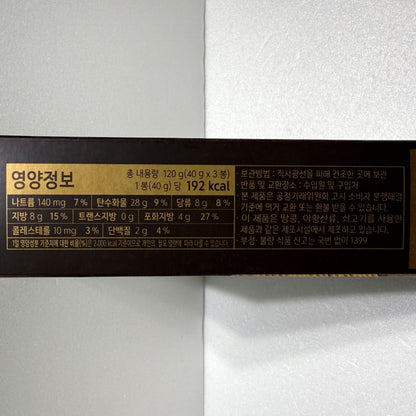 영양정보
총 내용량 120 g(40 g x 3 봉)
1 봉(40 g) 당 192 kcal
나트륨 140 mg 7 % 탄수화물 28 g 9 % 당류 8 g 8 %
지방 8 g 15 % 트랜스지방 0 g 포화지방 4 g 27 %
콜레스테롤 10 mg 3 % 단백질 2 g 4 %
1일 영양성분 기준치에 대한 비율(%)은 2,000 kcal 기준이므로 개인의 필요 열량에 따라 다를 수 있습니다.
· 보관방법 : 직사광선을 피해 건조한 곳에 보관
· 반품 및 교환장소 : 수입원 및 구입처
· 본 제품은 공정거래위원회 고시 소비자 분쟁해결
기준에 의거 교환 또는 환불 받을 수 있습니다.
· 이 제품은 땅콩, 아황산류, 쇠고기를 사용한
제품과 같은 제조시설에서 제조하고 있습니다.
· 부정·불량 식품 신고는 국번 없이 1399